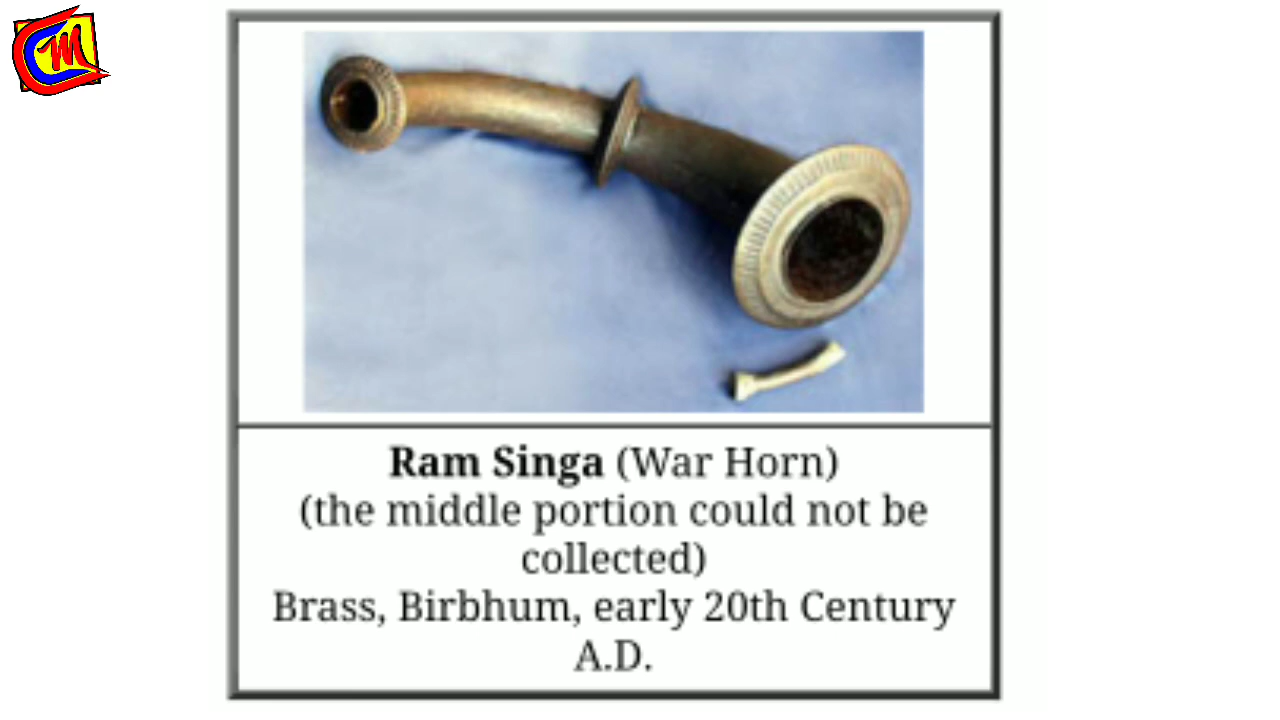 Ram Singa (War Horn)
(the middle portion could not be
collected)
Brass, Birbhum, early 20th Century
A.D.